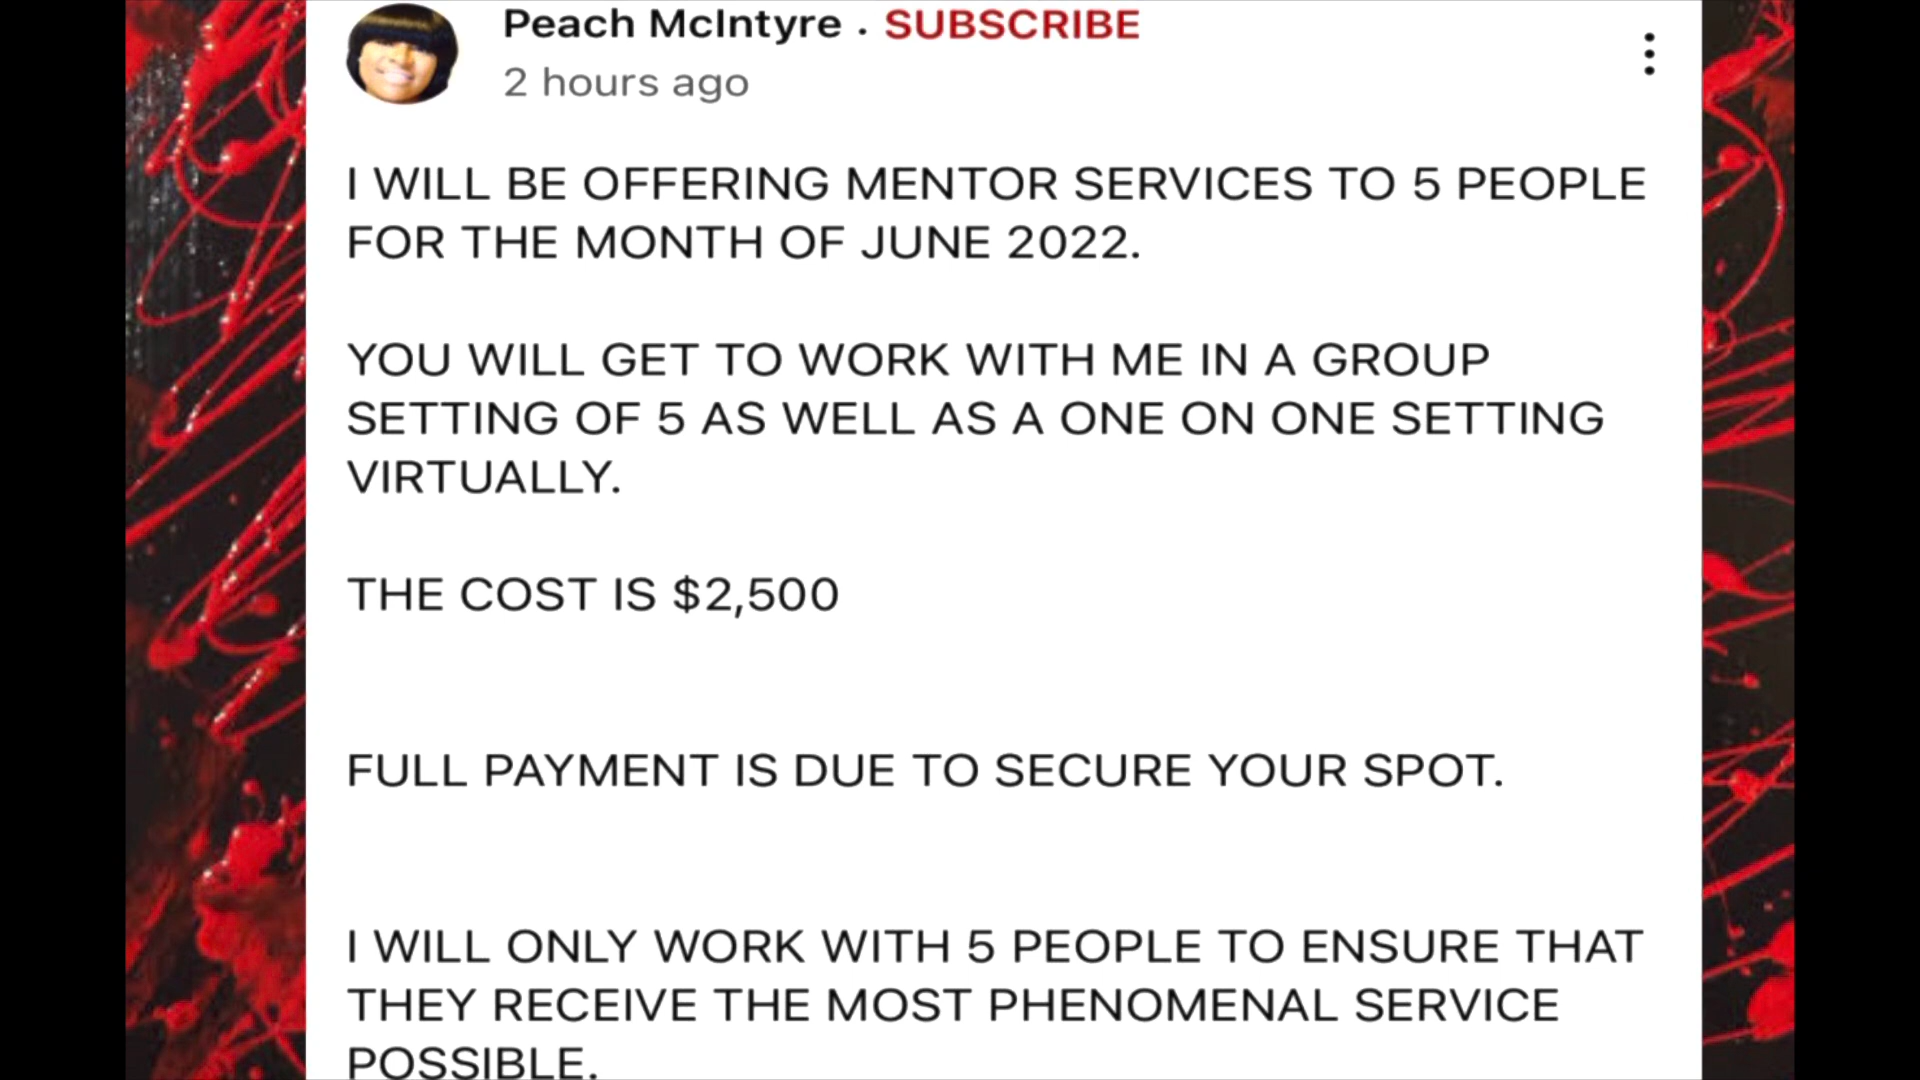 Peach McIntyre · SUBSCRIBE
2 hours ago
I WILL BE OFFERING MENTOR SERVICES TO 5 PEOPLE
FOR THE MONTH OF JUNE 2022.
YOU WILL GET TO WORK WITH ME IN A GROUP
SETTING OF 5 AS WELL AS A ONE ON ONE SETTING
VIRTUALLY.
THE COST IS $2,500
FULL PAYMENT IS DUE TO SECURE YOUR SPOT.
I WILL ONLY WORK WITH 5 PEOPLE TO ENSURE THAT
THEY RECEIVE THE MOST PHENOMENAL SERVICE
POSSIBLE.